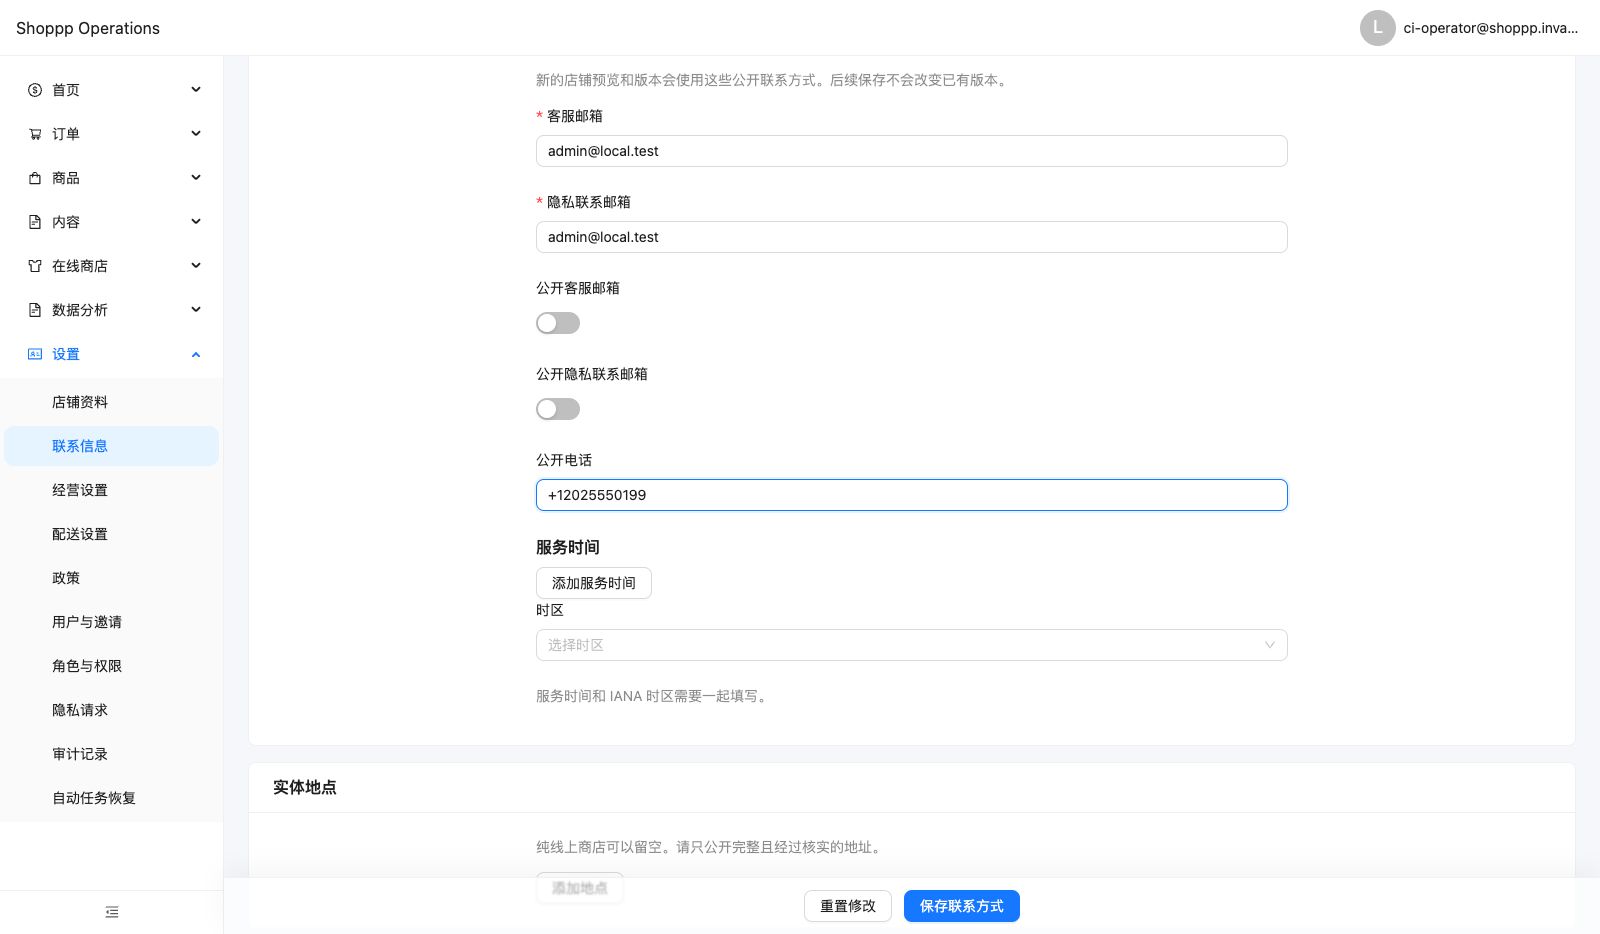 Shoppp Operations
L
ci-operator@shoppp.inva...
首页
订单
商品
内容
在线商店
数据分析
设置
店铺资料
联系信息
经营设置
配送设置
政策
用户与邀请
角色与权限
隐私请求
审计记录
自动任务恢复
新的店铺预览和版本会使用这些公开联系方式。后续保存不会改变已有版本。
* 客服邮箱
admin@local.test
* 隐私联系邮箱
admin@local.test
公开客服邮箱
公开隐私联系邮箱
公开电话
+12025550199
服务时间
添加服务时间
时区
选择时区
服务时间和 IANA 时区需要一起填写。
实体地点
纯线上商店可以留空。请只公开完整且经过核实的地址。
添加地点
重置修改
保存联系方式